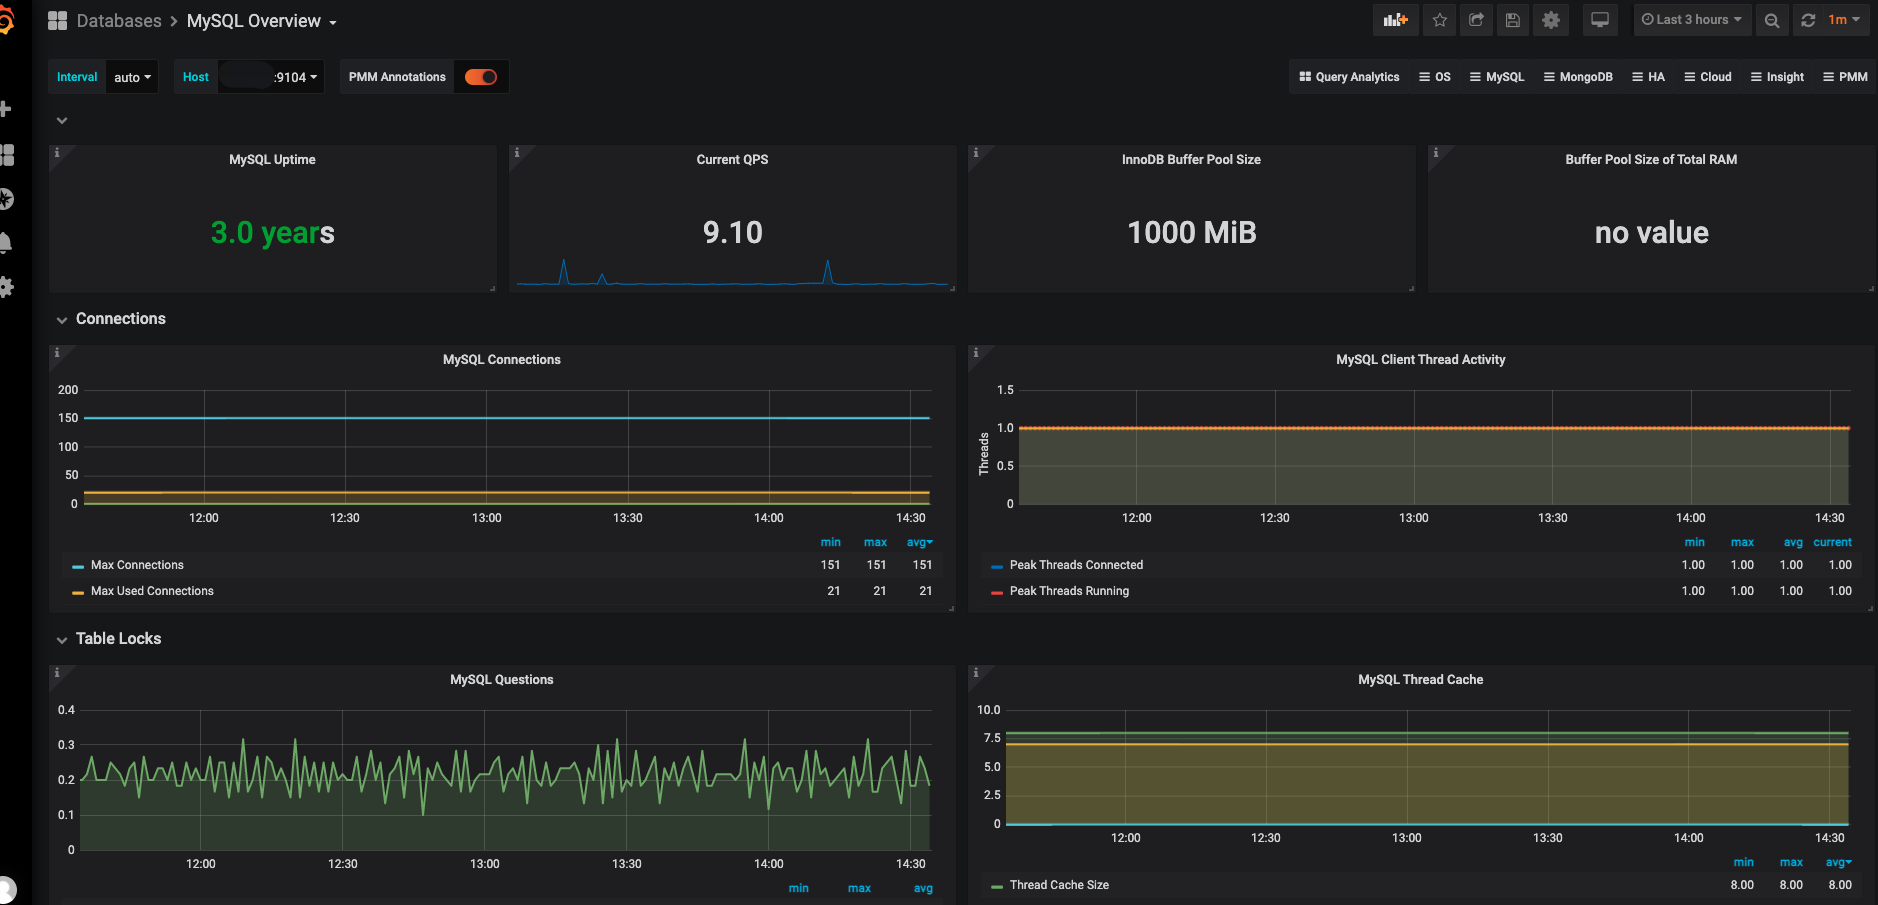 Databases > MySQL Overview
Last 3 hours 1m
Interval auto Host :9104 PMM Annotations
Query Analytics OS MySQL MongoDB HA Cloud Insight PMM
MySQL Uptime
3.0 years
Current QPS
9.10
InnoDB Buffer Pool Size
1000 MiB
Buffer Pool Size of Total RAM
no value
Connections
MySQL Connections
200
150
100
50
0
12:00 12:30 13:00 13:30 14:00 14:30
min max avg
Max Connections 151 151 151
Max Used Connections 21 21 21
MySQL Client Thread Activity
Threads
1.5
1.0
0.5
0
12:00 12:30 13:00 13:30 14:00 14:30
min max avg current
Peak Threads Connected 1.00 1.00 1.00 1.00
Peak Threads Running 1.00 1.00 1.00 1.00
Table Locks
MySQL Questions
0.4
0.3
0.2
0.1
0
12:00 12:30 13:00 13:30 14:00 14:30
min max avg
MySQL Thread Cache
10.0
7.5
5.0
2.5
0
12:00 12:30 13:00 13:30 14:00 14:30
min max avg
Thread Cache Size 8.00 8.00 8.00